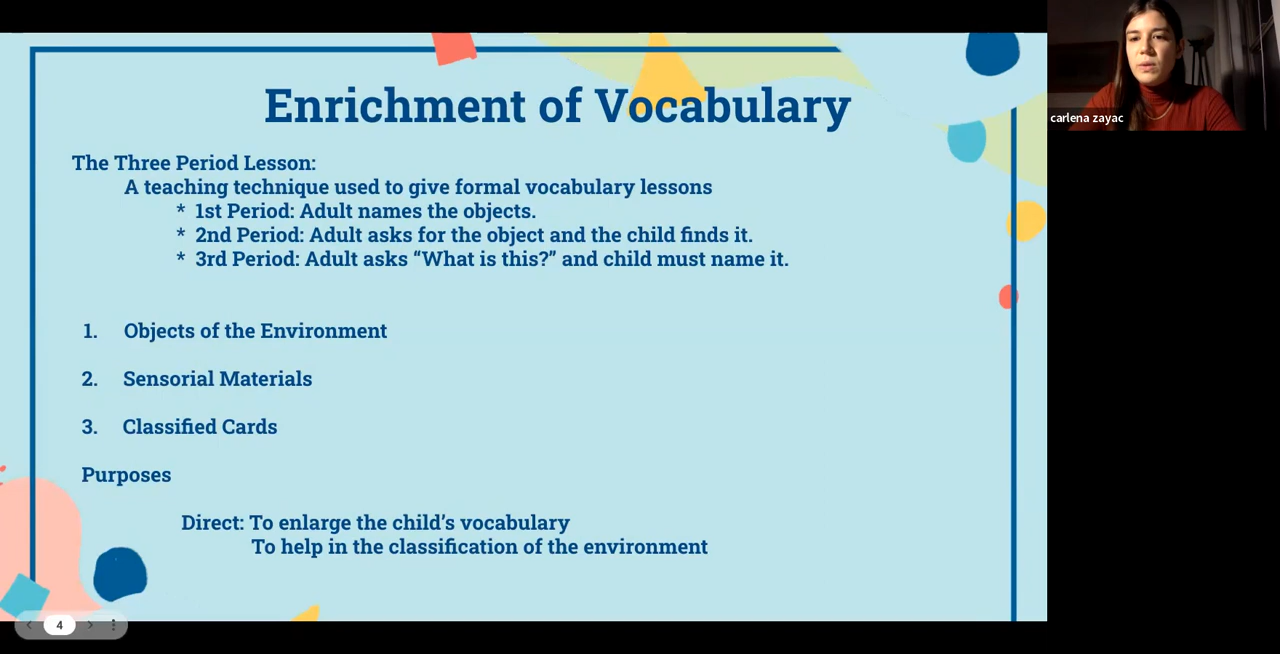 Enrichment of Vocabulary
The Three Period Lesson:
A teaching technique used to give formal vocabulary lessons
* 1st Period: Adult names the objects.
* 2nd Period: Adult asks for the object and the child finds it.
* 3rd Period: Adult asks “What is this?” and child must name it.
1. Objects of the Environment
2. Sensorial Materials
3. Classified Cards
Purposes
Direct: To enlarge the child’s vocabulary
To help in the classification of the environment
4
carlena zayac